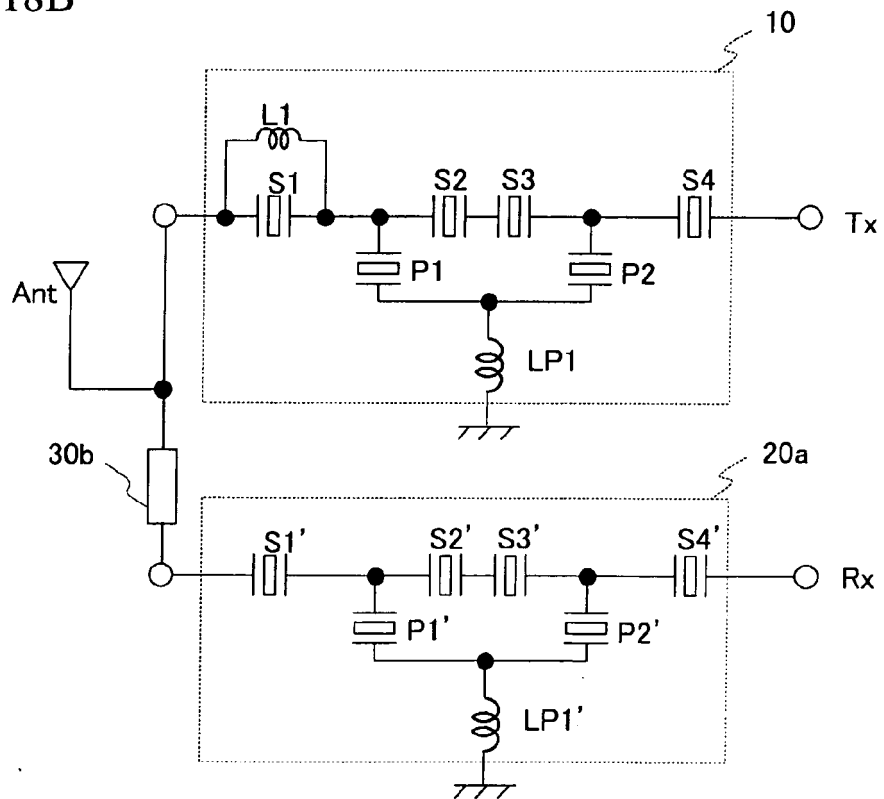 18B
10
L1
S1
S2
S3
S4
Tx
P1
P2
Ant
LP1
30b
20a
S1'
S2'
S3'
S4'
Rx
P1'
P2'
LP1'